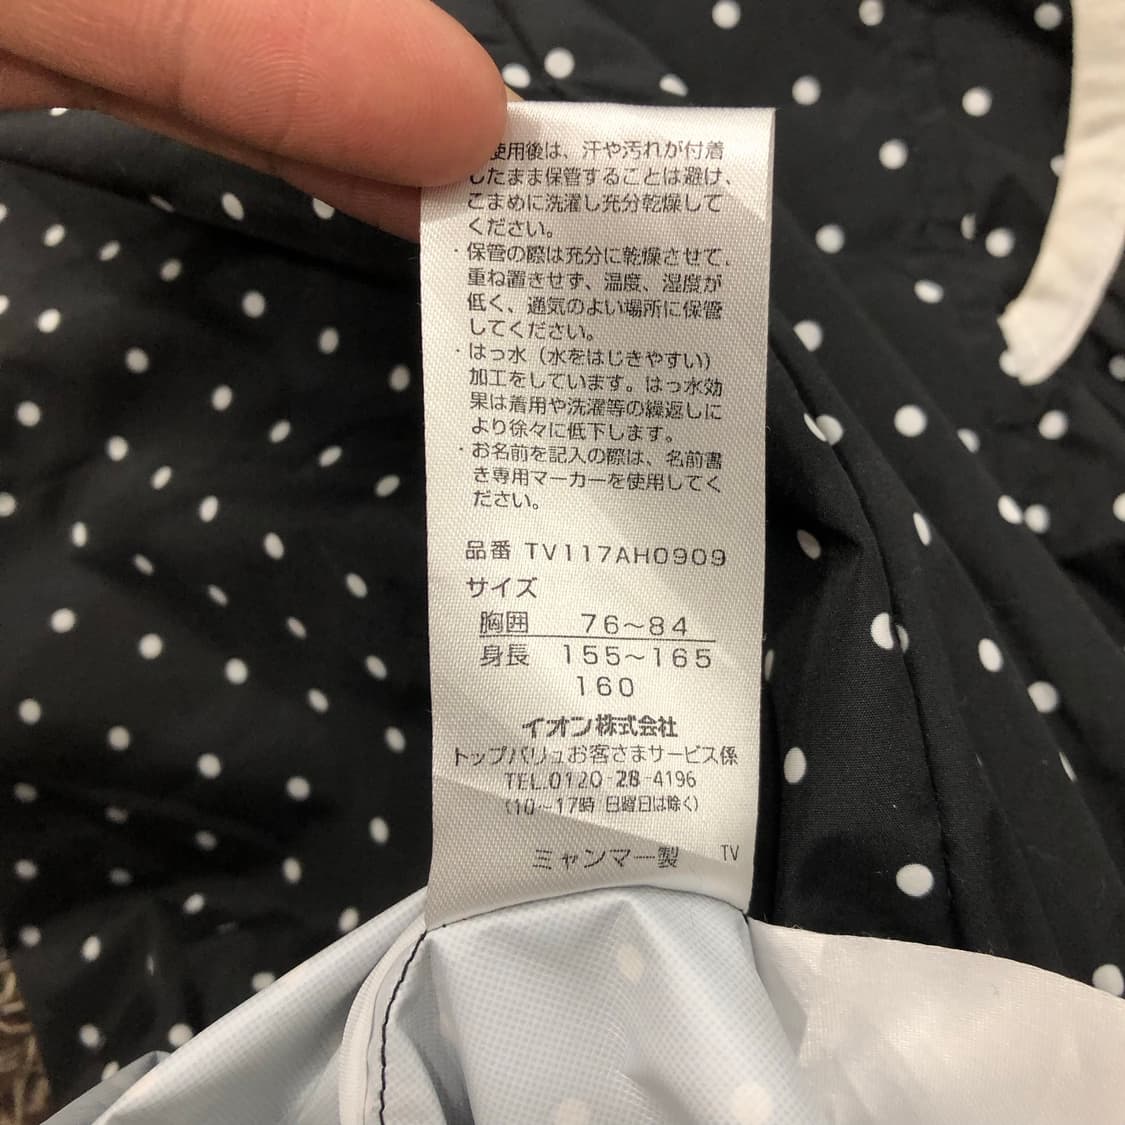 使用後は、汗や汚れが付着
したまま保管することは避け、
こまめに洗濯し充分乾燥して
ください。
・保管の際は充分に乾燥させて、
重ね置きせず、温度、湿度が
低く、通気のよい場所に保管
してください。
・はっ水（水をはじきやすい）
加工をしています。はっ水効
果は着用や洗濯等の繰返しに
より徐々に低下します。
・お名前を記入の際は、名前書
き専用マーカーを使用してく
ださい。
品番 TV117AH0909
サイズ
胸囲 76～84
身長 155～165
160
イオン株式会社
トップバリュお客さまサービス係
TEL.0120-28-4196
(10～17時 日曜日は除く)
ミャンマー製 TV